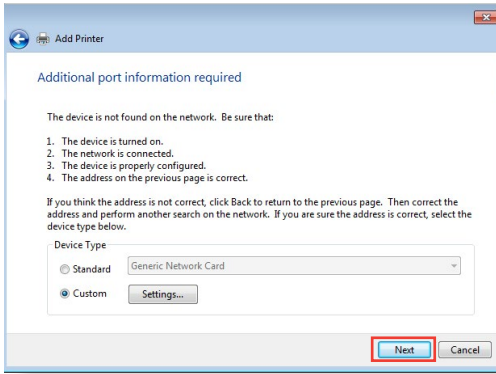 Add Printer
Additional port information required
The device is not found on the network.  Be sure that:
1.  The device is turned on.
2.  The network is connected.
3.  The device is properly configured.
4.  The address on the previous page is correct.
If you think the address is not correct, click Back to return to the previous page.  Then correct the
address and perform another search on the network.  If you are sure the address is correct, select the
device type below.
Device Type
Standard
Generic Network Card
Custom
Settings...
Next
Cancel